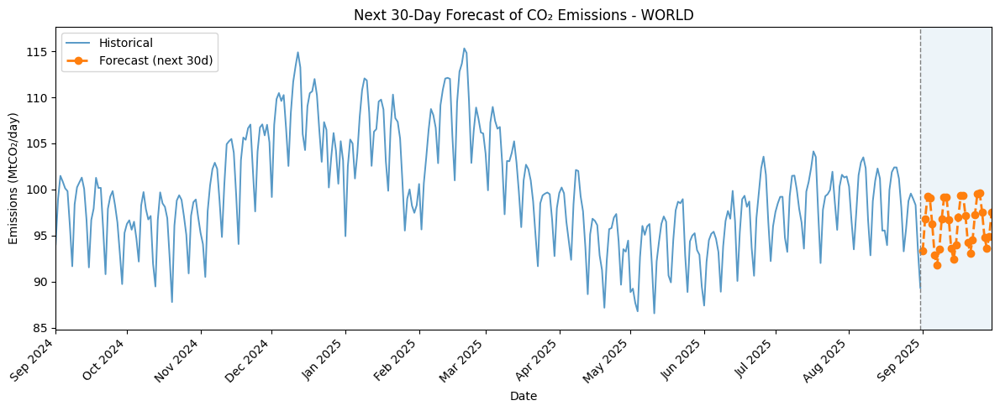 Next 30-Day Forecast of CO₂ Emissions - WORLD
Historical
Forecast (next 30d)
Emissions (MtCO₂/day)
115
110
105
100
95
90
85
Sep 2024
Oct 2024
Nov 2024
Dec 2024
Jan 2025
Feb 2025
Mar 2025
Apr 2025
May 2025
Jun 2025
Jul 2025
Aug 2025
Sep 2025
Date